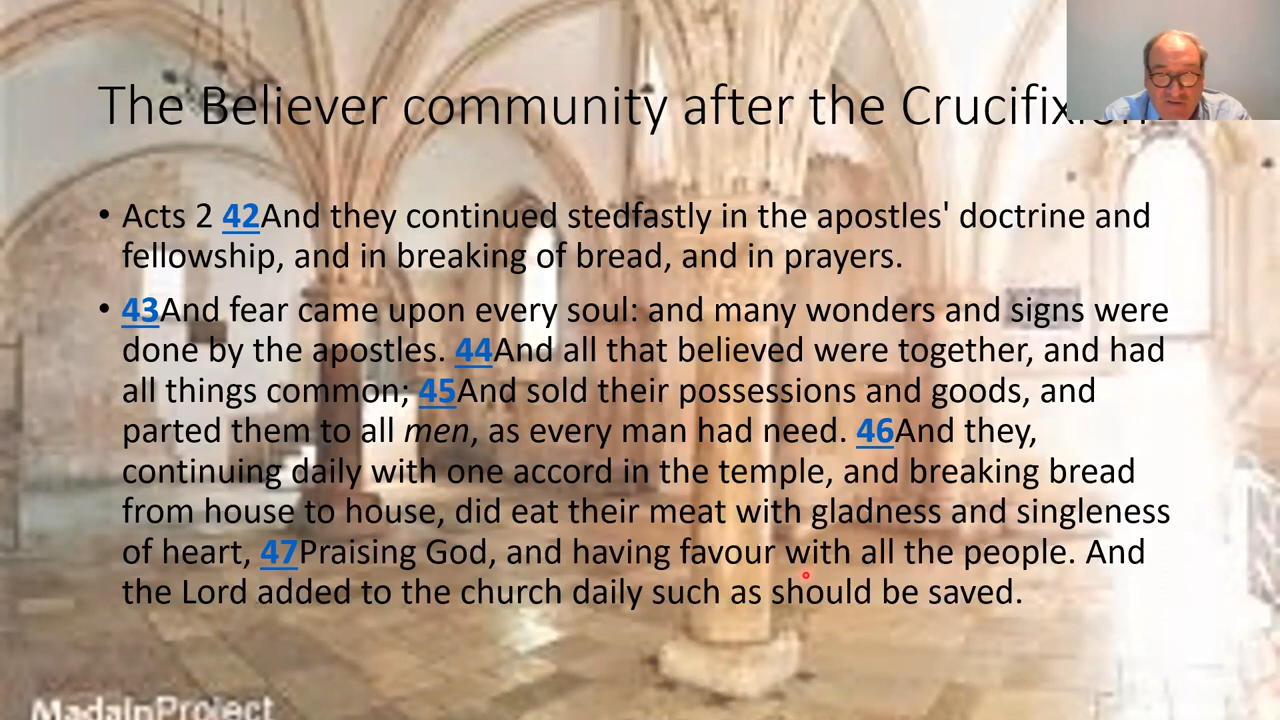 The Believer community after the Crucifixion
• Acts 2 42And they continued stedfastly in the apostles' doctrine and
fellowship, and in breaking of bread, and in prayers.
• 43And fear came upon every soul: and many wonders and signs were
done by the apostles. 44And all that believed were together, and had
all things common; 45And sold their possessions and goods, and
parted them to all men, as every man had need. 46And they,
continuing daily with one accord in the temple, and breaking bread
from house to house, did eat their meat with gladness and singleness
of heart, 47Praising God, and having favour with all the people. And
the Lord added to the church daily such as should be saved.
MadainProject